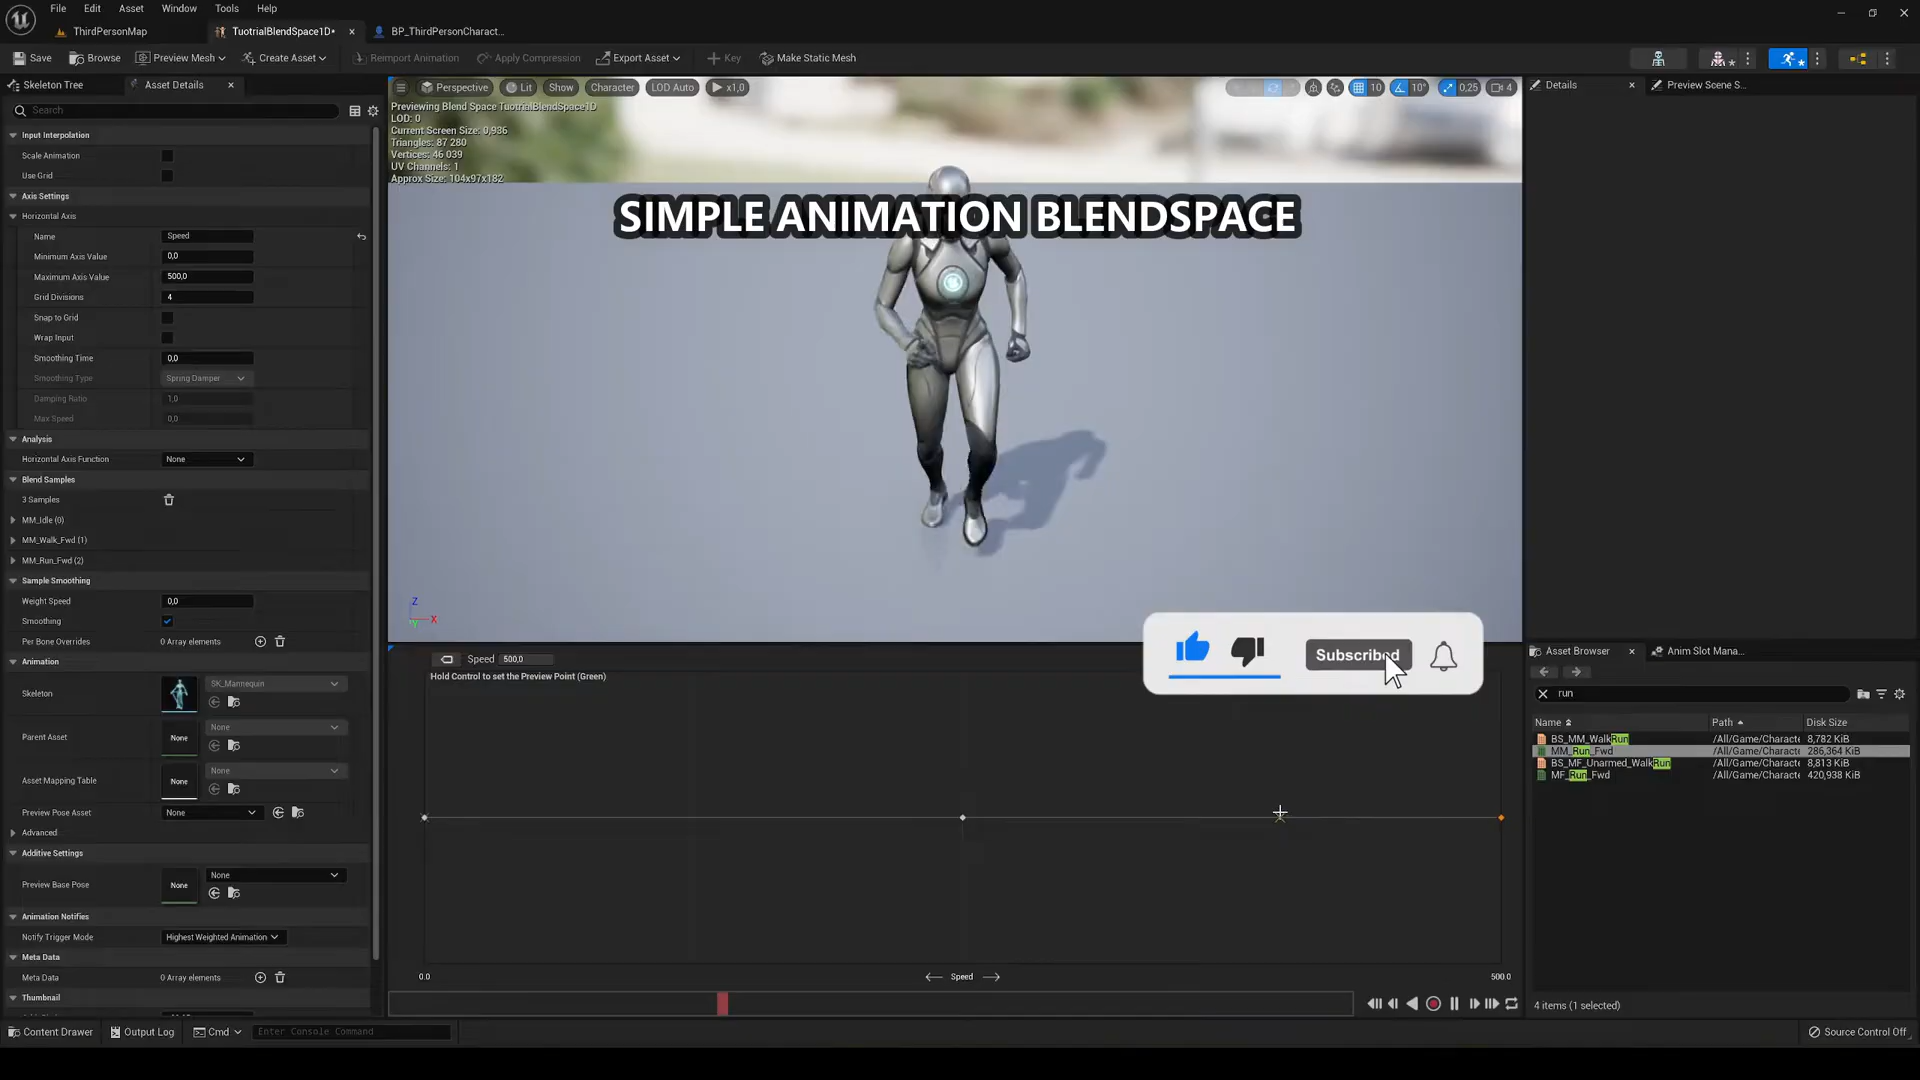 File Edit Asset Window Tools Help
ThirdPersonMap
TuotrialBlendSpace1D*
BP_ThirdPersonCharact...
Save
Browse
Preview Mesh
Create Asset
Reimport Animation
Apply Compression
Export Asset
Key
Make Static Mesh
Skeleton Tree
Asset Details
Search
Input Interpolation
Scale Animation
Use Grid
Axis Settings
Horizontal Axis
Name Speed
Minimum Axis Value 0,0
Maximum Axis Value 500,0
Grid Divisions 4
Snap to Grid
Wrap Input
Smoothing Time 0,0
Smoothing Type Spring Damper
Damping Ratio 1,0
Max Speed 0,0
Analysis
Horizontal Axis Function None
Blend Samples
3 Samples
MM_Idle (0)
MM_Walk_Fwd (1)
MM_Run_Fwd (2)
Sample Smoothing
Weight Speed 0,0
Smoothing
Per Bone Overrides 0 Array elements
Animation
Skeleton SK_Mannequin
Parent Asset None None
Asset Mapping Table None None
Preview Pose Asset None
Advanced
Additive Settings
Preview Base Pose None None
Animation Notifies
Notify Trigger Mode Highest Weighted Animation
Meta Data
Meta Data 0 Array elements
Thumbnail
Perspective Lit Show Character LOD Auto x1,0
10 10° 0,25 4
Previewing Blend Space TuotrialBlendSpace1D
LOD: 0
Current Screen Size: 0,936
Triangles: 87 280
Vertices: 46 039
UV Channels: 1
Approx Size: 104x97x182
SIMPLE ANIMATION BLENDSPACE
Z
X
Y
Subscribed
Speed 500,0
Hold Control to set the Preview Point (Green)
0.0
Speed
500.0
Details
Preview Scene S...
Asset Browser
Anim Slot Mana...
run
Name Path Disk Size
BS_MM_WalkRun /All/Game/Characte 8,782 KiB
MM_Run_Fwd /All/Game/Characte 286,364 KiB
BS_MF_Unarmed_WalkRun /All/Game/Characte 8,813 KiB
MF_Run_Fwd /All/Game/Characte 420,938 KiB
4 items (1 selected)
Content Drawer
Output Log
Cmd
Enter Console Command
Source Control Off